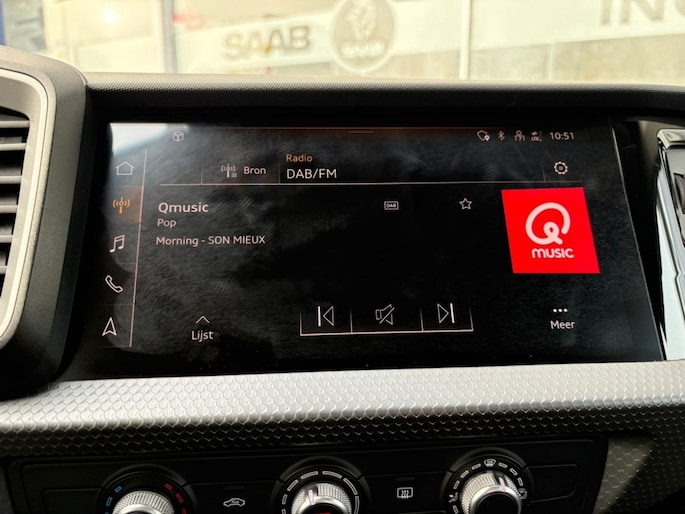 SAAB
10:51
Radio
Bron
DAB/FM
Qmusic
DAB
Pop
Morning - SON MIEUX
MUSIC
Lijst
Meer